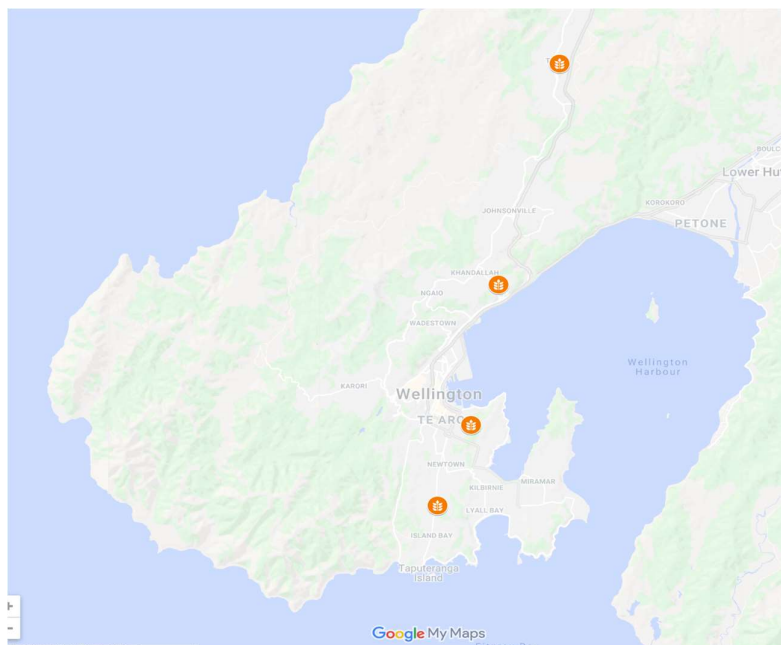 BOULC
Lower Hut
KOROKORO
PETONE
JOHNSONVILLE
KHANDALLAH
NGAIO
WADESTOWN
Wellington
Harbour
KARORI
Wellington
TE ARO
NEWTOWN
KILBIRNIE
MIRAMAR
LYALL BAY
ISLAND BAY
Taputeranga
Island
+
-
Google My Maps